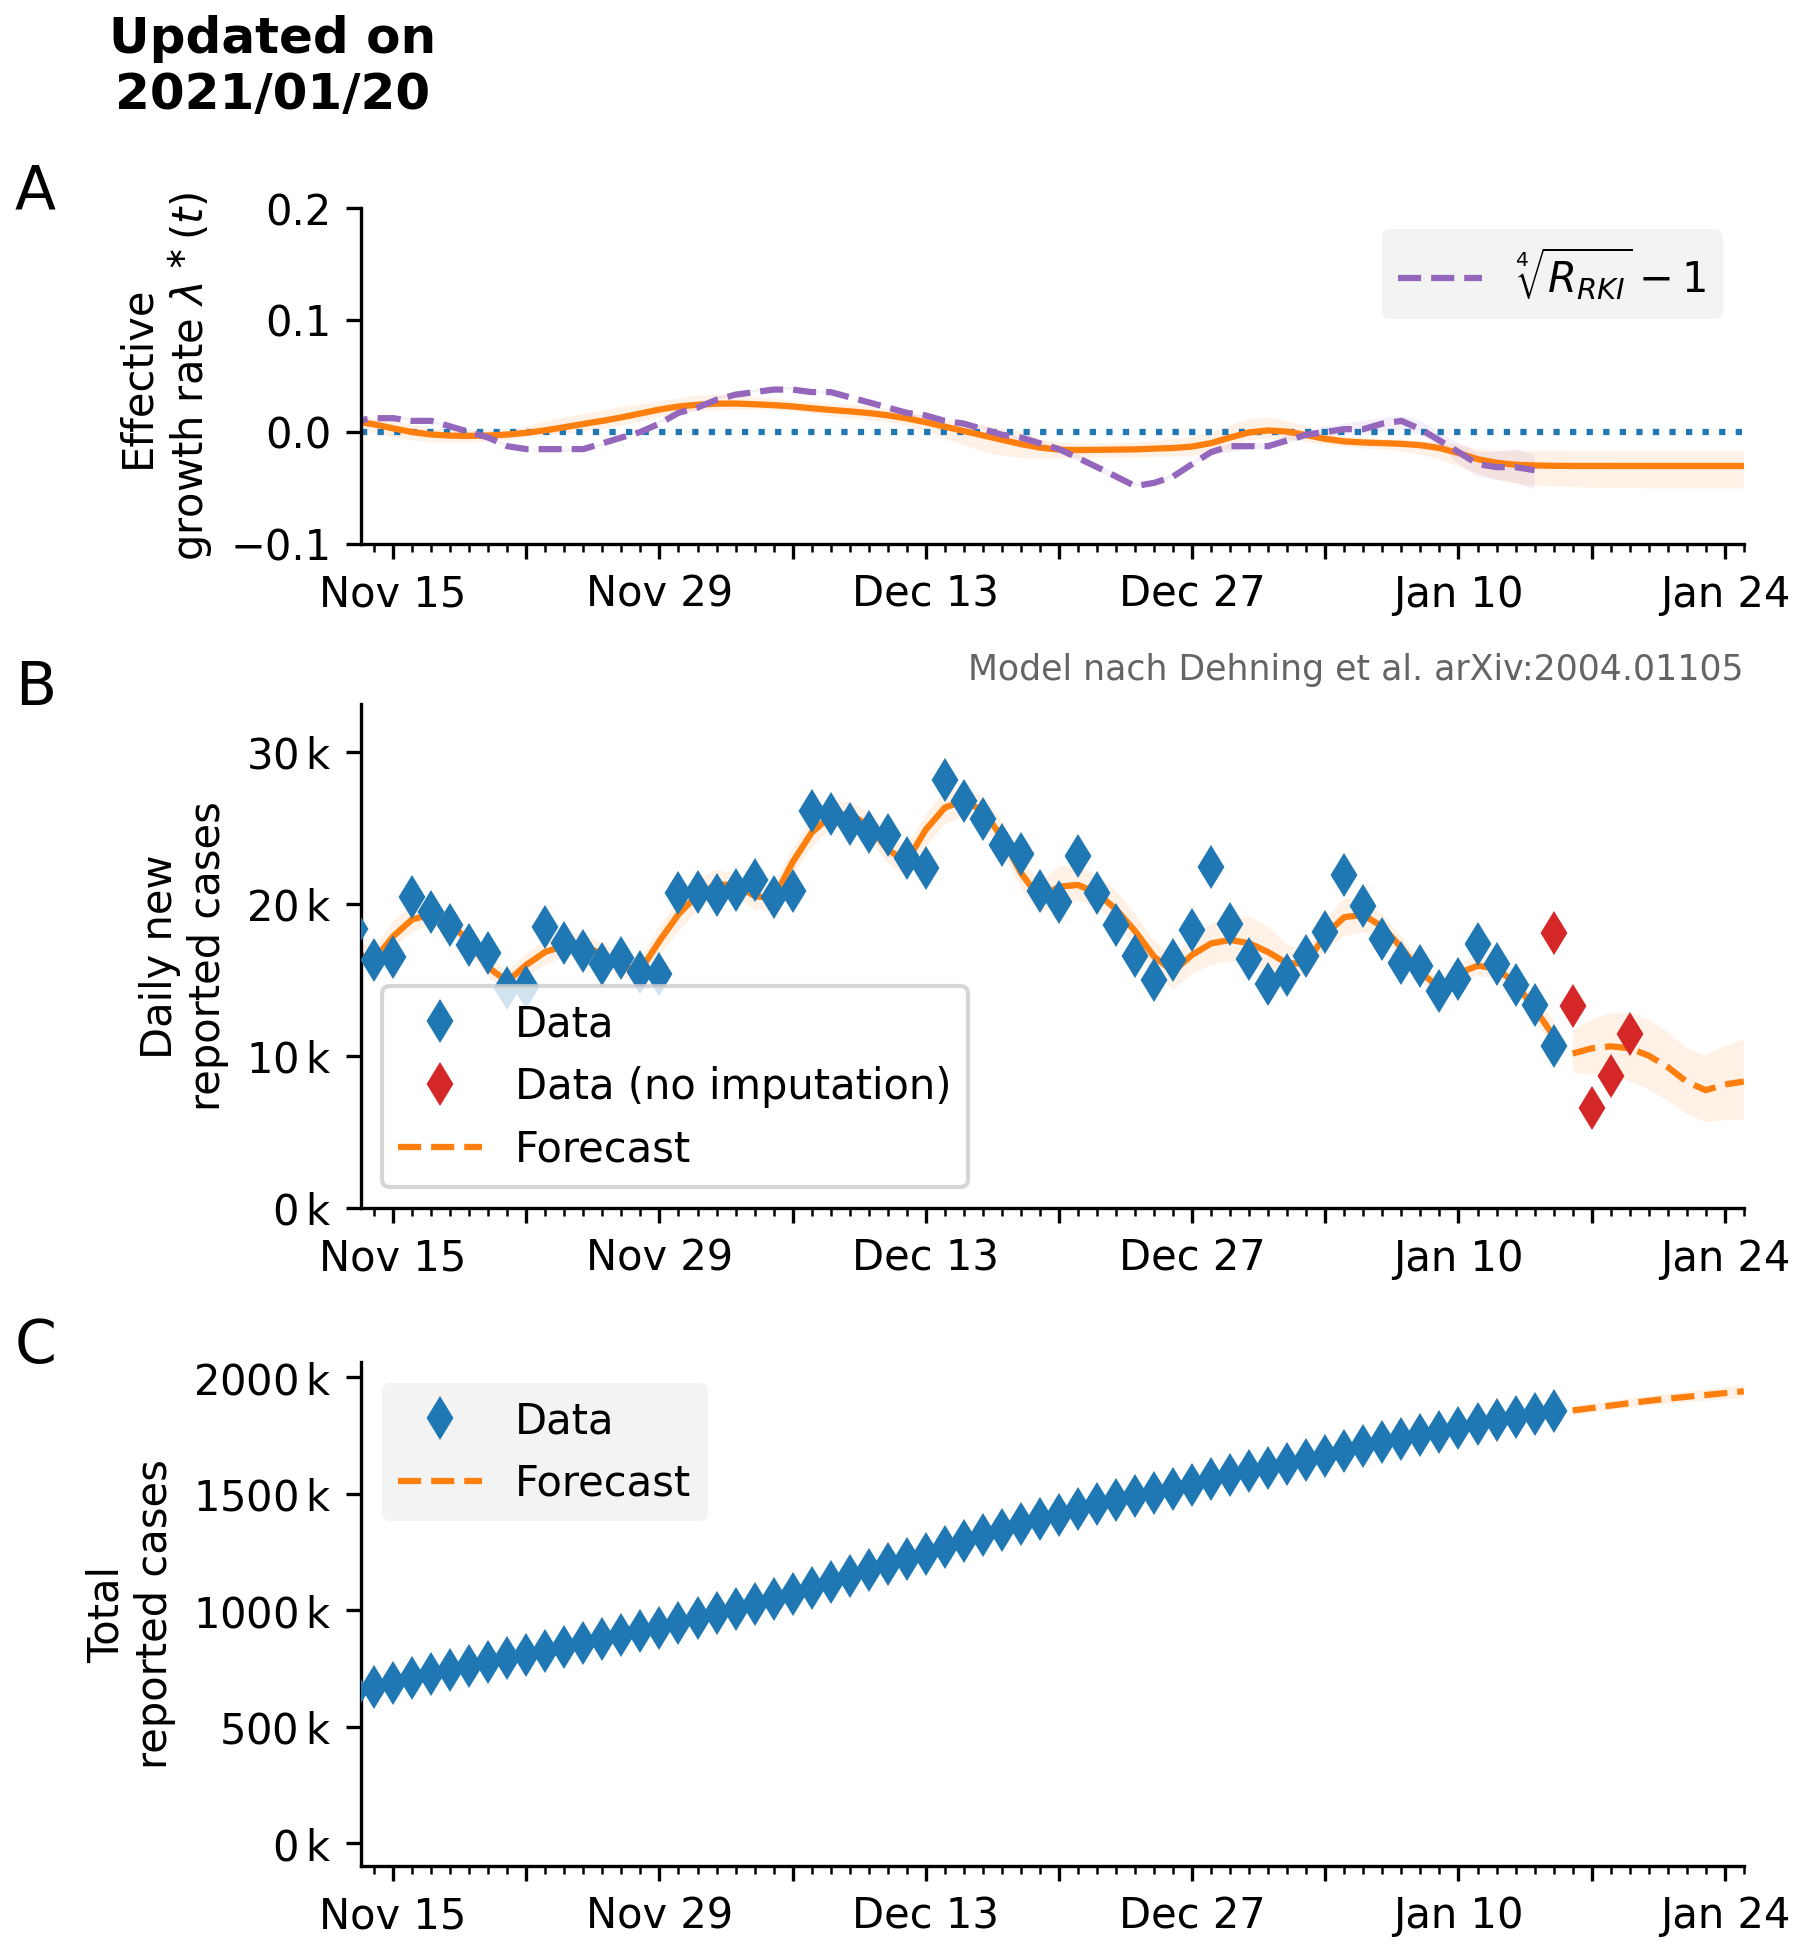 Updated on
2021/01/20
A
Effective
growth rate λ * (t)
0.2
0.1
0.0
−0.1
∜R_RKI − 1
Nov 15 Nov 29 Dec 13 Dec 27 Jan 10 Jan 24
Model nach Dehning et al. arXiv:2004.01105
B
Daily new
reported cases
30 k
20 k
10 k
0 k
Data
Data (no imputation)
Forecast
Nov 15 Nov 29 Dec 13 Dec 27 Jan 10 Jan 24
C
Total
reported cases
2000 k
1500 k
1000 k
500 k
0 k
Data
Forecast
Nov 15 Nov 29 Dec 13 Dec 27 Jan 10 Jan 24